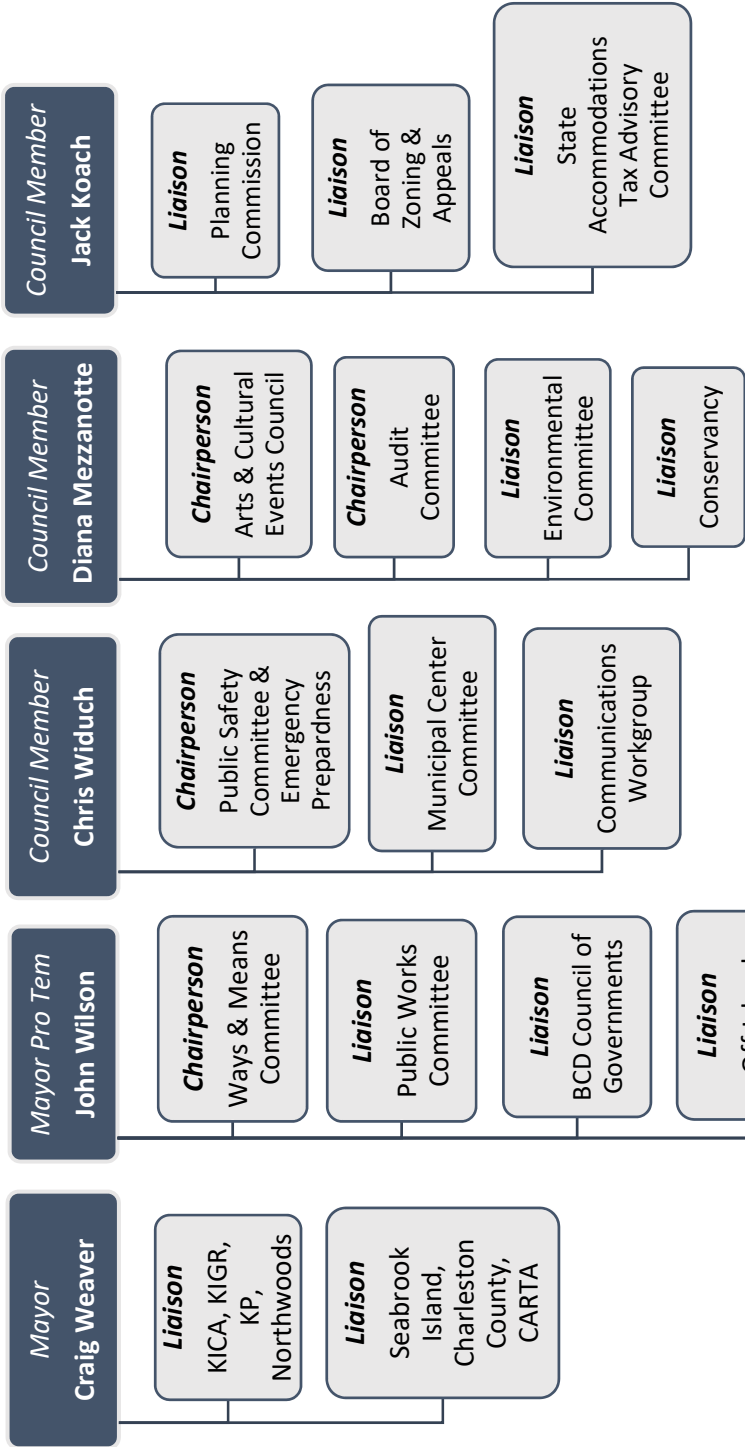 Mayor
Craig Weaver
Liaison
KICA, KIGR,
KP,
Northwoods
Liaison
Seabrook
Island,
Charleston
County,
CARTA
Mayor Pro Tem
John Wilson
Chairperson
Ways & Means
Committee
Liaison
Public Works
Committee
Liaison
BCD Council of
Governments
Liaison
Council Member
Chris Widuch
Chairperson
Public Safety
Committee &
Emergency
Prepardness
Liaison
Municipal Center
Committee
Liaison
Communications
Workgroup
Council Member
Diana Mezzanotte
Chairperson
Arts & Cultural
Events Council
Chairperson
Audit
Committee
Liaison
Environmental
Committee
Liaison
Conservancy
Council Member
Jack Koach
Liaison
Planning
Commission
Liaison
Board of
Zoning &
Appeals
Liaison
State
Accommodations
Tax Advisory
Committee